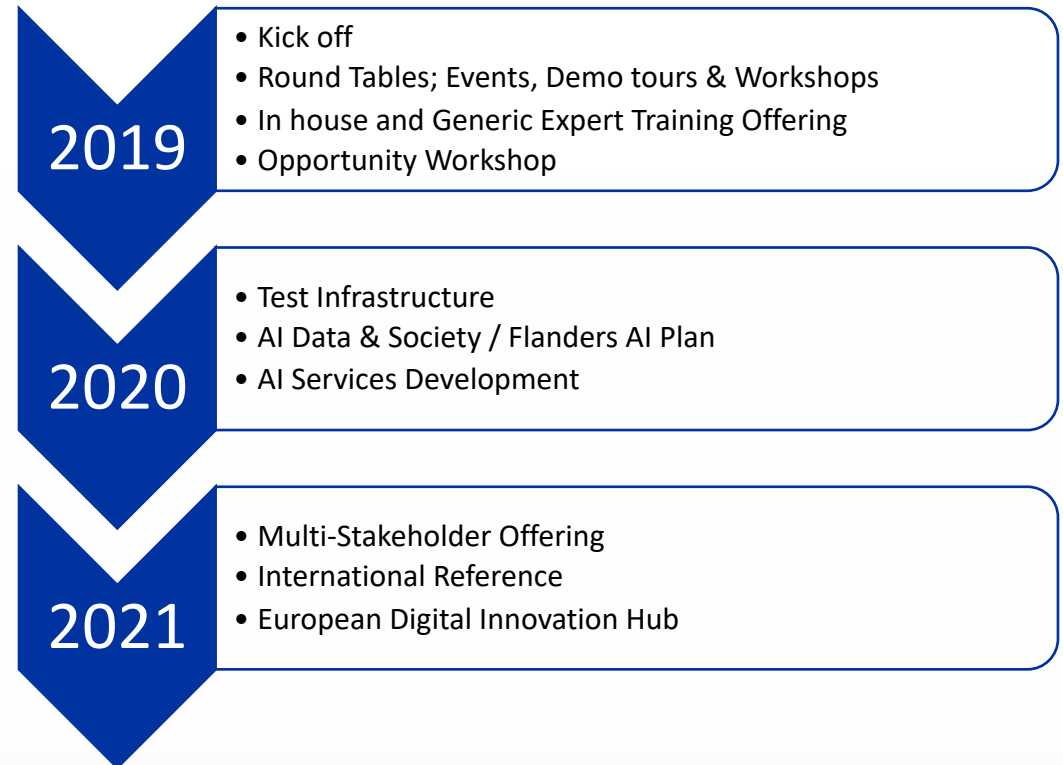 2019
• Kick off
• Round Tables; Events, Demo tours & Workshops
• In house and Generic Expert Training Offering
• Opportunity Workshop
2020
• Test Infrastructure
• AI Data & Society / Flanders AI Plan
• AI Services Development
2021
• Multi-Stakeholder Offering
• International Reference
• European Digital Innovation Hub